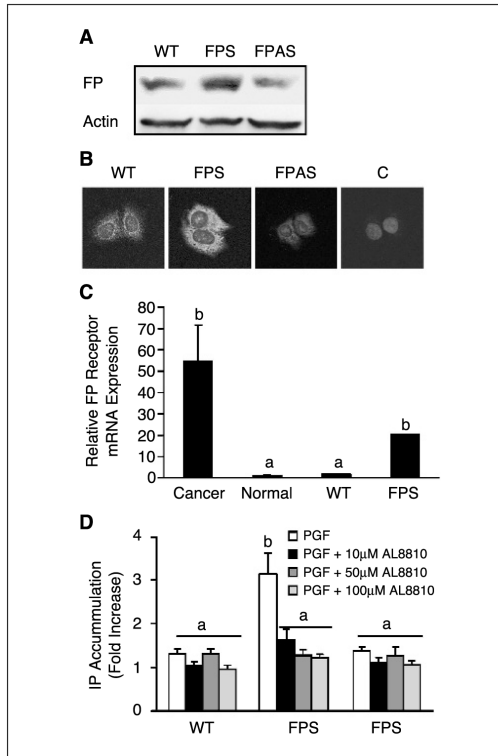 A
WT FPS FPAS
FP
Actin
B
WT FPS FPAS C
C
Relative FP Receptor
mRNA Expression
80
70
60
50
40
30
20
10
0
b
a
a
b
Cancer Normal WT FPS
D
IP Accummulation
(Fold Increase)
4
3
2
1
0
PGF
PGF + 10μM AL8810
PGF + 50μM AL8810
PGF + 100μM AL8810
a
b
a
a
WT FPS FPS